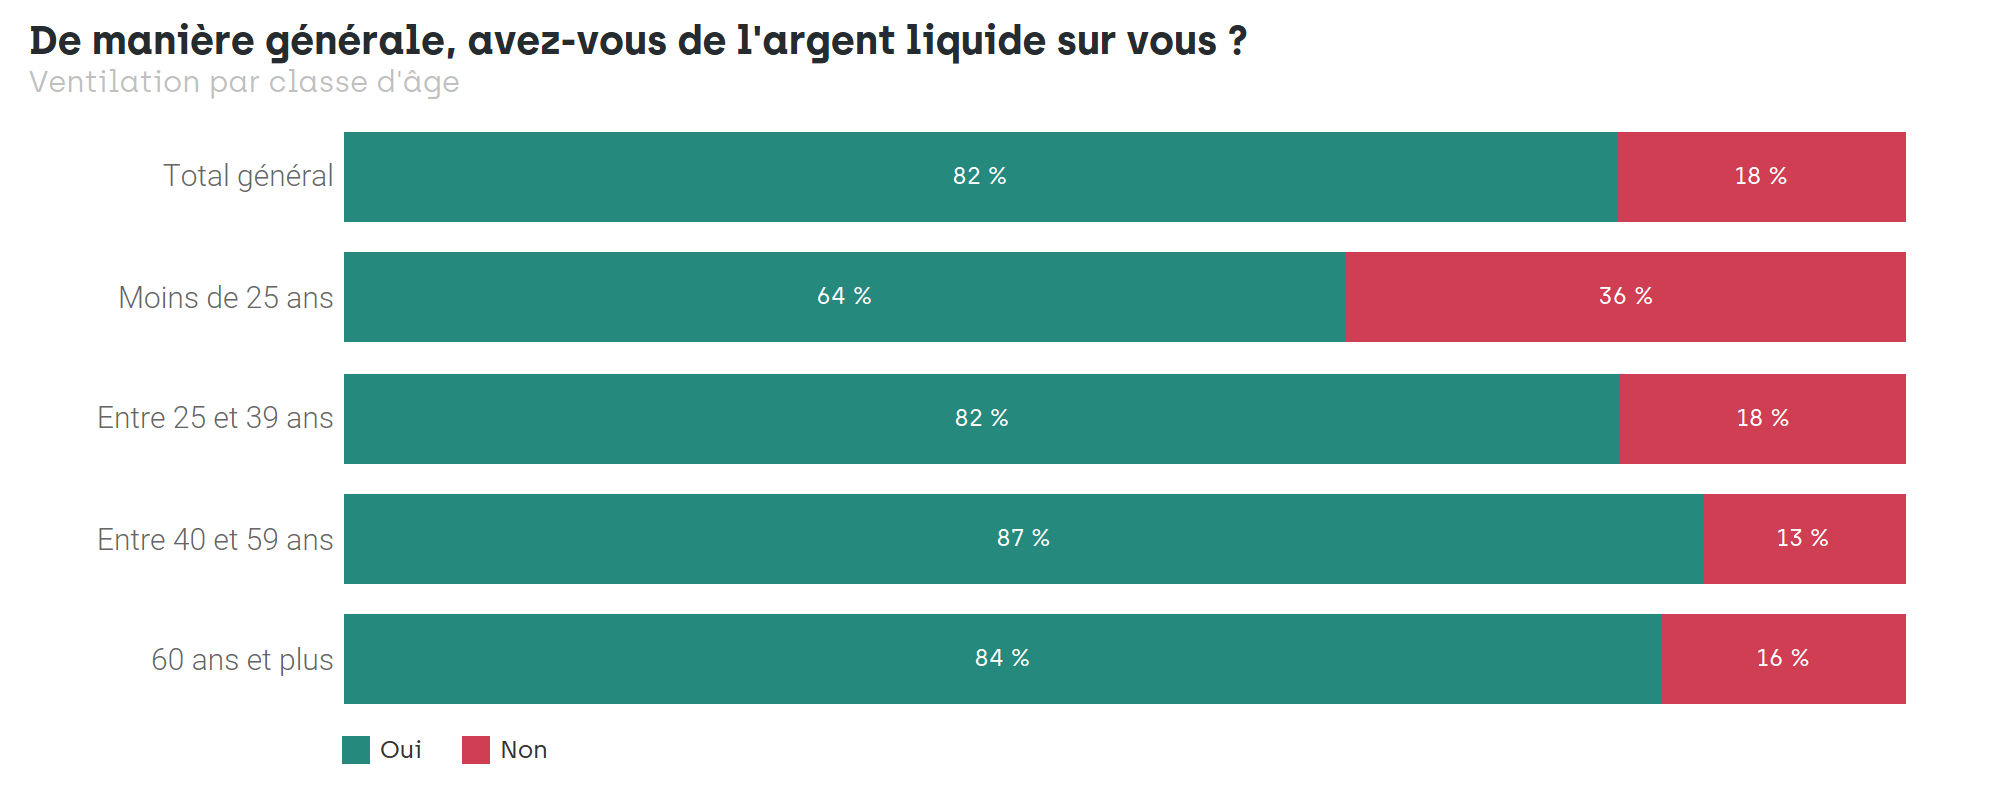 De manière générale, avez-vous de l'argent liquide sur vous ?
Ventilation par classe d'âge
Total général 82 % 18 %
Moins de 25 ans 64 % 36 %
Entre 25 et 39 ans 82 % 18 %
Entre 40 et 59 ans 87 % 13 %
60 ans et plus 84 % 16 %
Oui Non